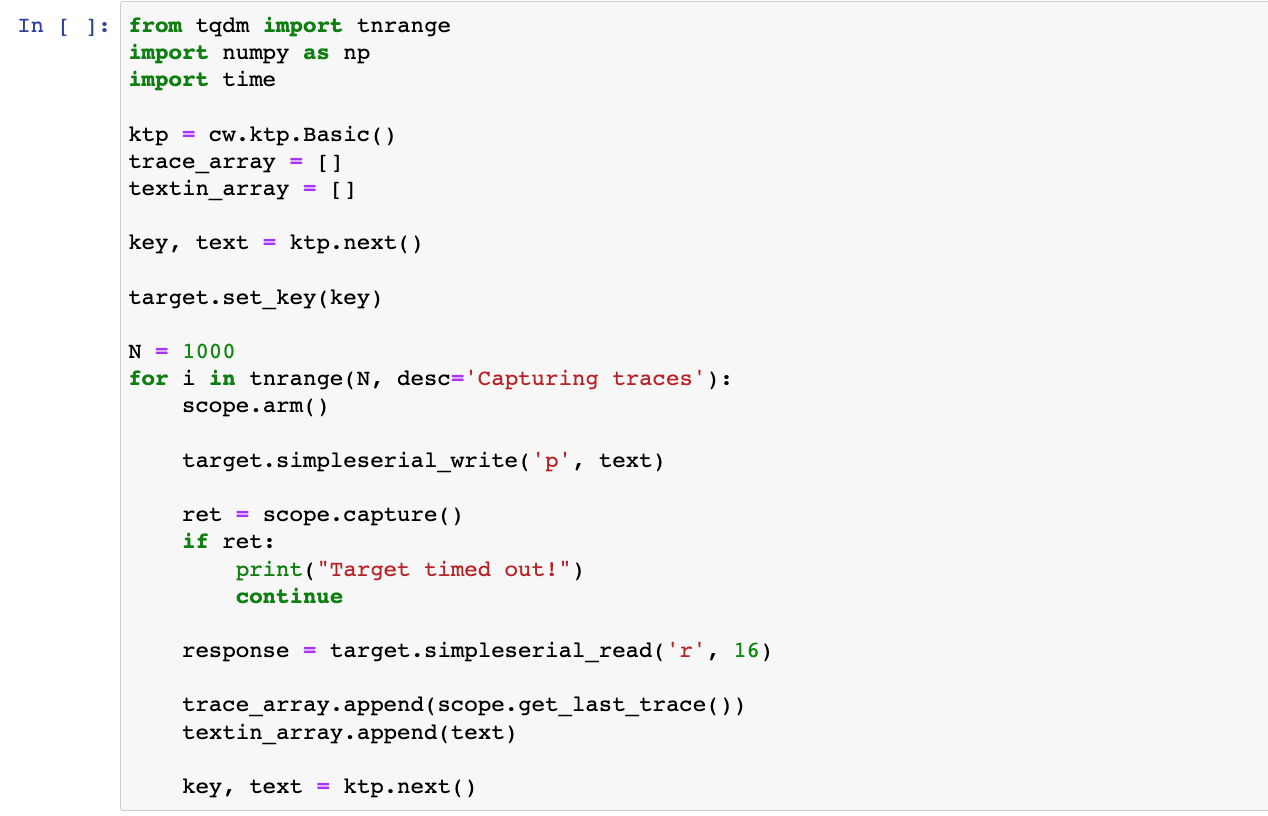 In [ ]:
from tqdm import tnrange
import numpy as np
import time
ktp = cw.ktp.Basic()
trace_array = []
textin_array = []
key, text = ktp.next()
target.set_key(key)
N = 1000
for i in tnrange(N, desc='Capturing traces'):
    scope.arm()
    target.simpleserial_write('p', text)
    ret = scope.capture()
    if ret:
        print("Target timed out!")
        continue
    response = target.simpleserial_read('r', 16)
    trace_array.append(scope.get_last_trace())
    textin_array.append(text)
    key, text = ktp.next()